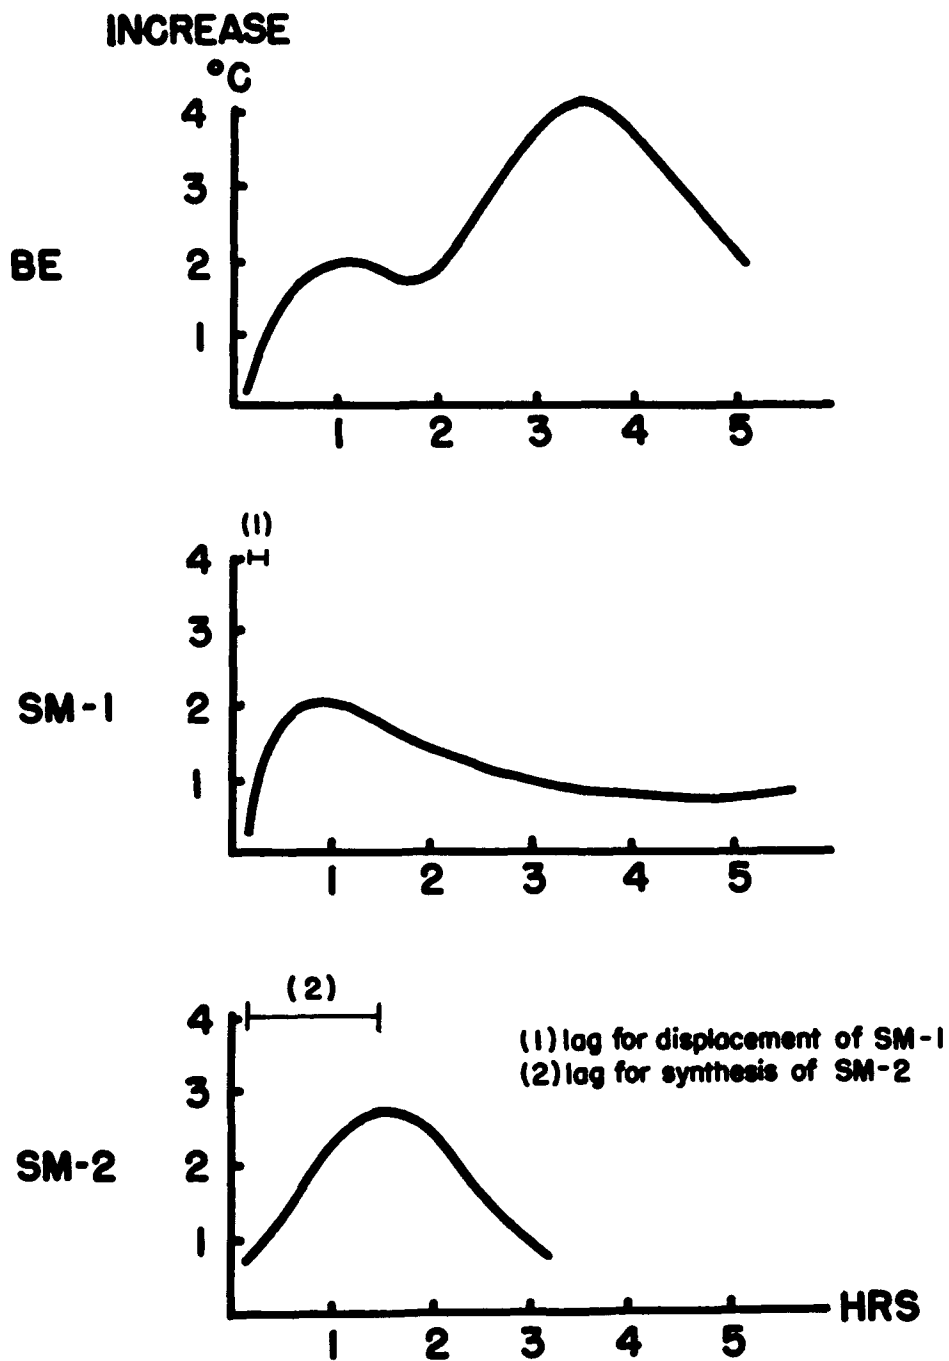 INCREASE
°C
4
3
BE
2
1
1 2 3 4 5
(1)
4
3
SM-1
2
1
1 2 3 4 5
(2)
4
(1) lag for displacement of SM-1
(2) lag for synthesis of SM-2
3
SM-2
2
1
HRS
1 2 3 4 5